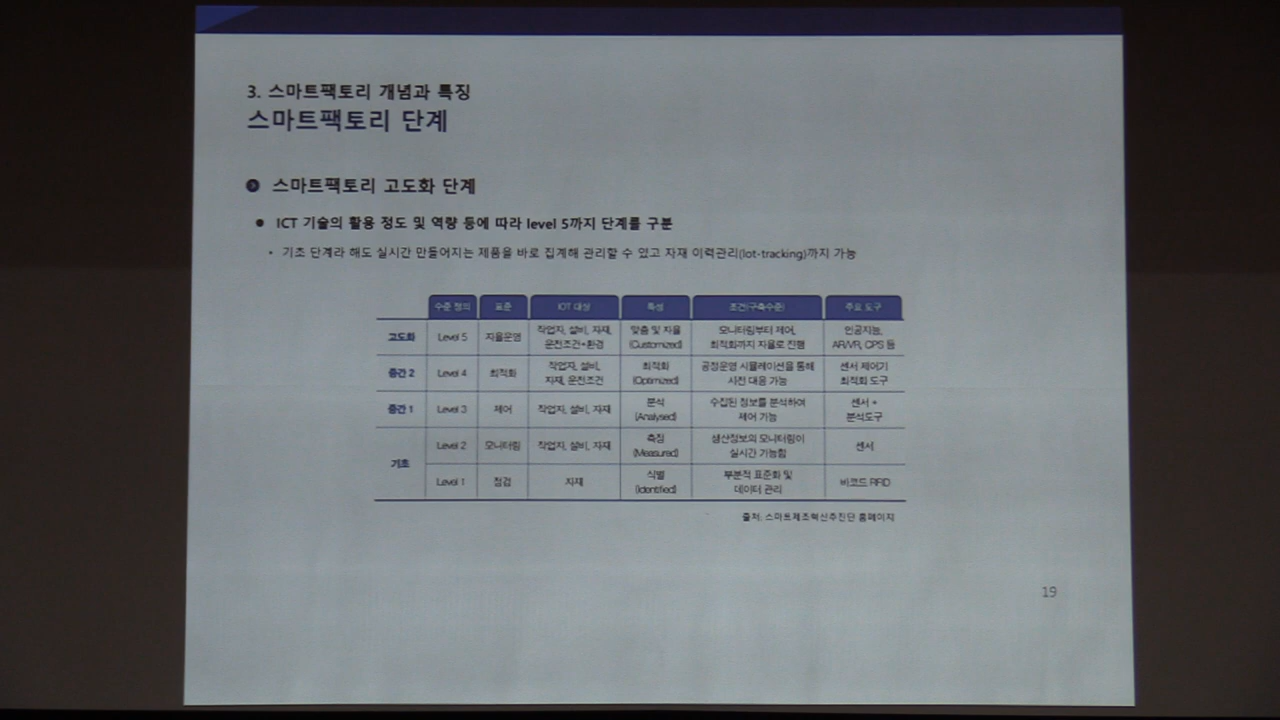 3. 스마트팩토리 개념과 특징
스마트팩토리 단계
스마트팩토리 고도화 단계
ICT 기술의 활용 정도 및 역량 등에 따라 level 5까지 단계를 구분
기초 단계라 해도 실시간 만들어지는 제품을 바로 집계해 관리할 수 있고 자재 이력관리(lot-tracking)까지 가능
수준 정의 표준 IOT 대상 특성 조건(구축수준) 주요 도구
고도화 Level 5 자율운영 작업자, 설비, 자재, 맞춤 및 자율 모니터링부터 제어, 인공지능,
운전조건+환경 (Customized) 최적화까지 자율로 진행 AR/VR, CPS 등
중간 2 Level 4 최적화 작업자, 설비, 최적화 공정운영 시뮬레이션을 통해 센서 제어기
자재, 운전조건 (Optimized) 사전 대응 가능 최적화 도구
중간 1 Level 3 제어 작업자, 설비, 자재 분석 수집된 정보를 분석하여 센서 +
(Analysed) 제어 가능 분석도구
기초 Level 2 모니터링 작업자, 설비, 자재 측정 생산정보의 모니터링이 센서
(Measured) 실시간 가능함
Level 1 점검 자재 식별 부분적 표준화 및 바코드 RFID
(Identified) 데이터 관리
출처: 스마트제조혁신추진단 홈페이지
19